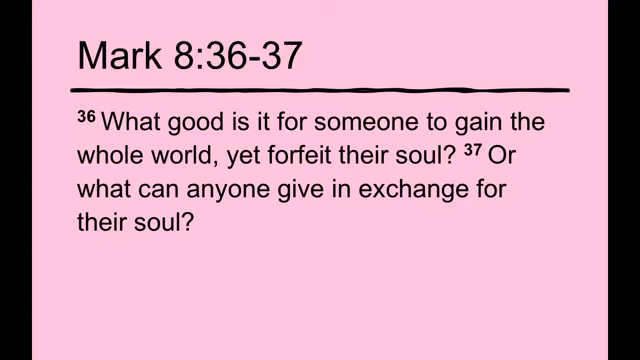 Mark 8:36-37
36 What good is it for someone to gain the
whole world, yet forfeit their soul? 37 Or
what can anyone give in exchange for
their soul?